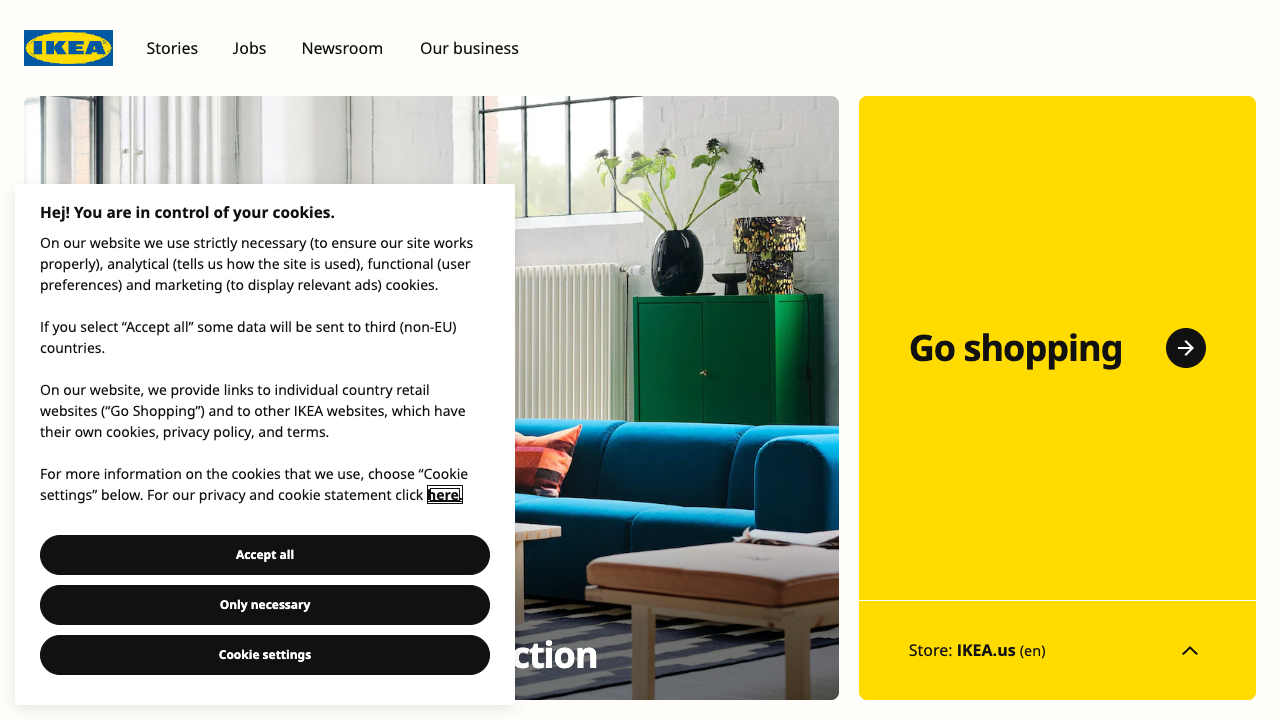 IKEA
Stories
Jobs
Newsroom
Our business
Hej! You are in control of your cookies.
On our website we use strictly necessary (to ensure our site works
properly), analytical (tells us how the site is used), functional (user
preferences) and marketing (to display relevant ads) cookies.
If you select “Accept all” some data will be sent to third (non-EU)
countries.
On our website, we provide links to individual country retail
websites (“Go Shopping”) and to other IKEA websites, which have
their own cookies, privacy policy, and terms.
For more information on the cookies that we use, choose “Cookie
settings” below. For our privacy and cookie statement click here.
Accept all
Only necessary
Cookie settings
Go shopping
Store: IKEA.us (en)